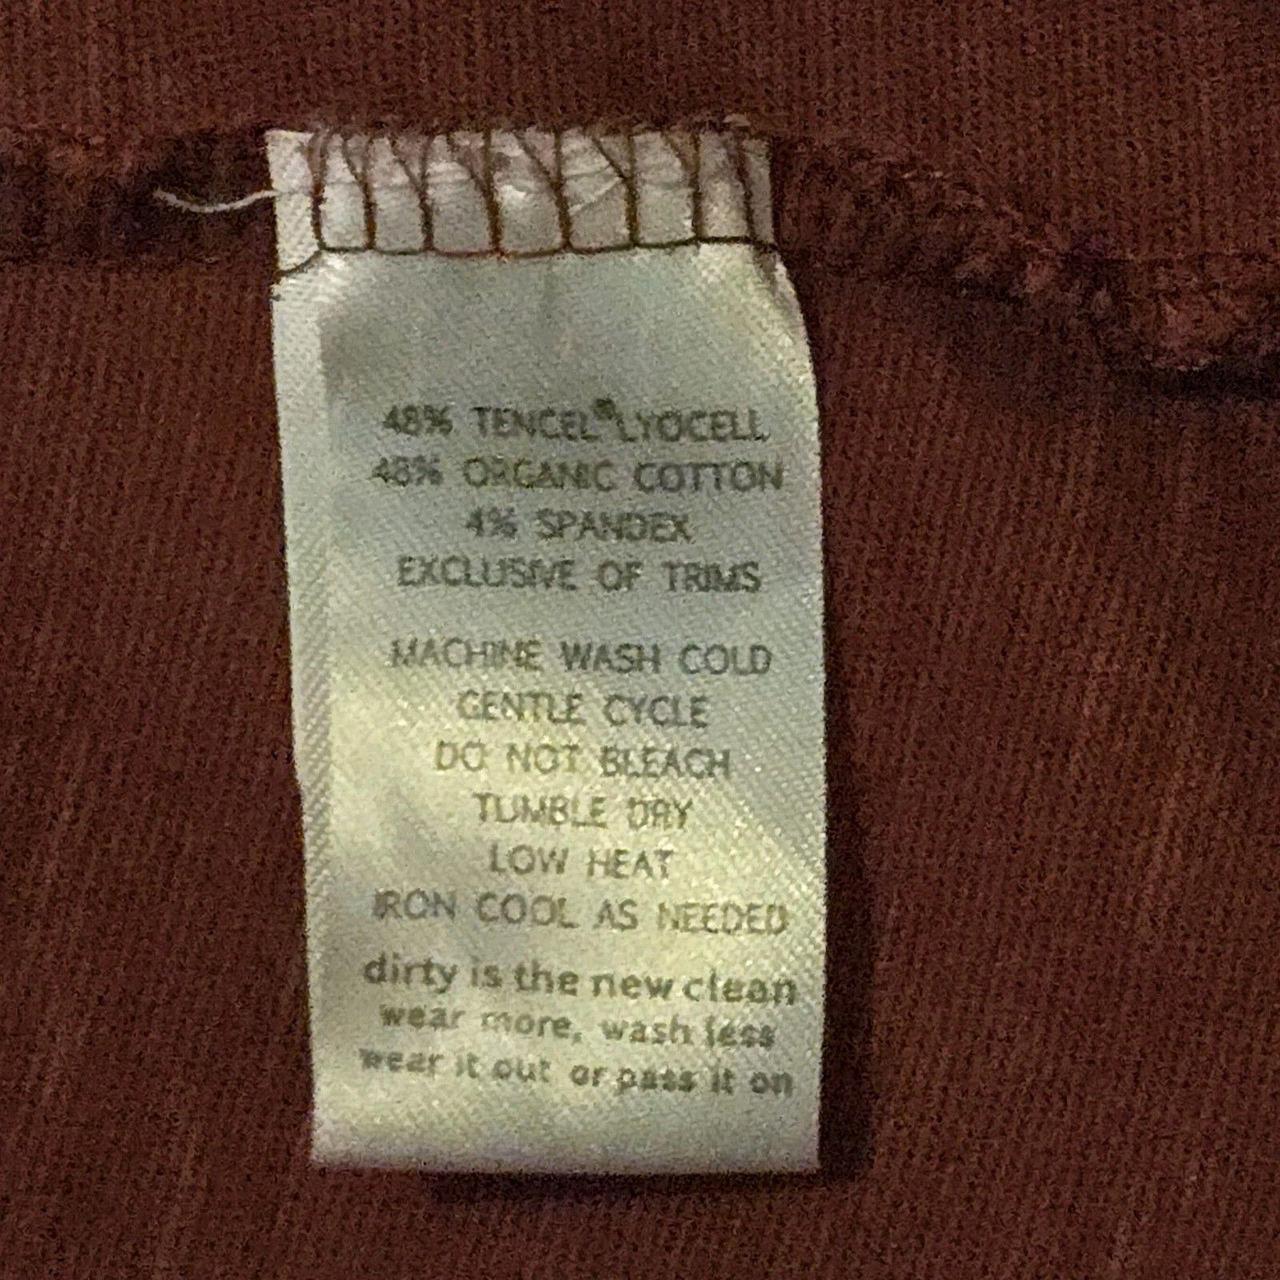 48% TENCEL® LYOCELL
48% ORGANIC COTTON
4% SPANDEX
EXCLUSIVE OF TRIMS
MACHINE WASH COLD
GENTLE CYCLE
DO NOT BLEACH
TUMBLE DRY
LOW HEAT
IRON COOL AS NEEDED
dirty is the new clean
wear more, wash less
wear it out or pass it on